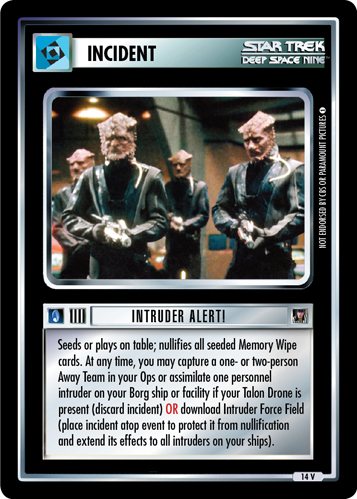 INCIDENT
STAR TREK
DEEP SPACE NINE™
NOT ENDORSED BY CBS OR PARAMOUNT PICTURES
INTRUDER ALERT!
Seeds or plays on table; nullifies all seeded Memory Wipe
cards. At any time, you may capture a one- or two-person
Away Team in your Ops or assimilate one personnel
intruder on your Borg ship or facility if your Talon Drone is
present (discard incident) OR download Intruder Force Field
(place incident atop event to protect it from nullification
and extend its effects to all intruders on your ships).
14 V